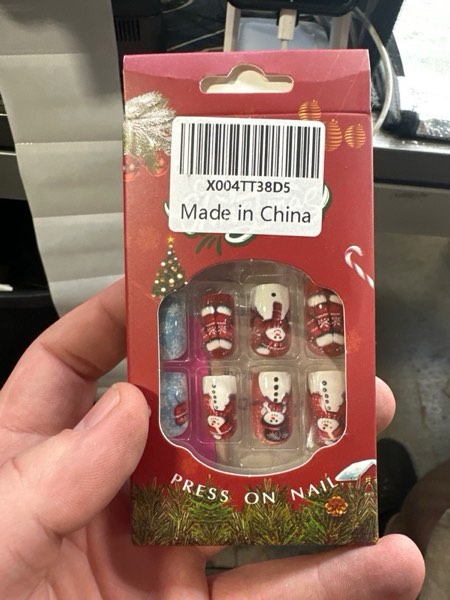 X004TT38D5
Made in China
PRESS ON NAIL